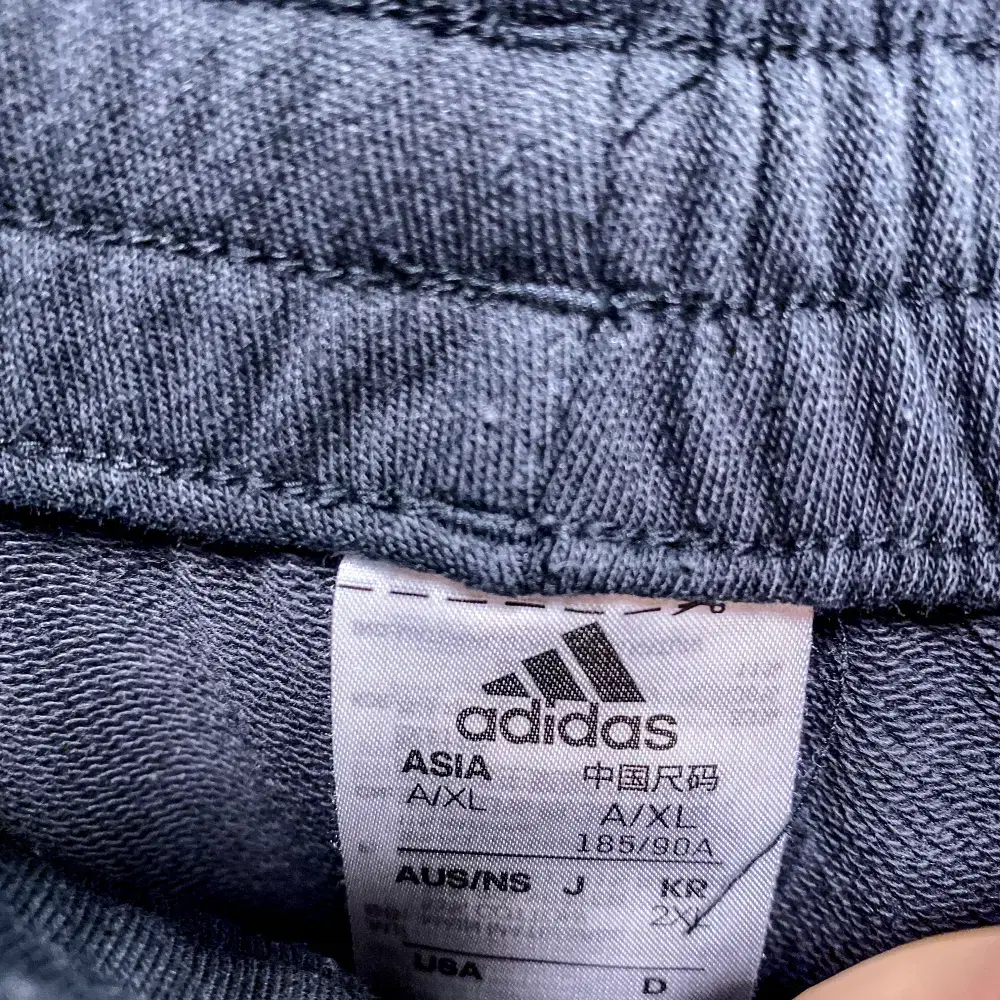 adidas
ASIA 中国尺码
A/XL A/XL
185/90A
AUS/NS J KR
2XL
USA D